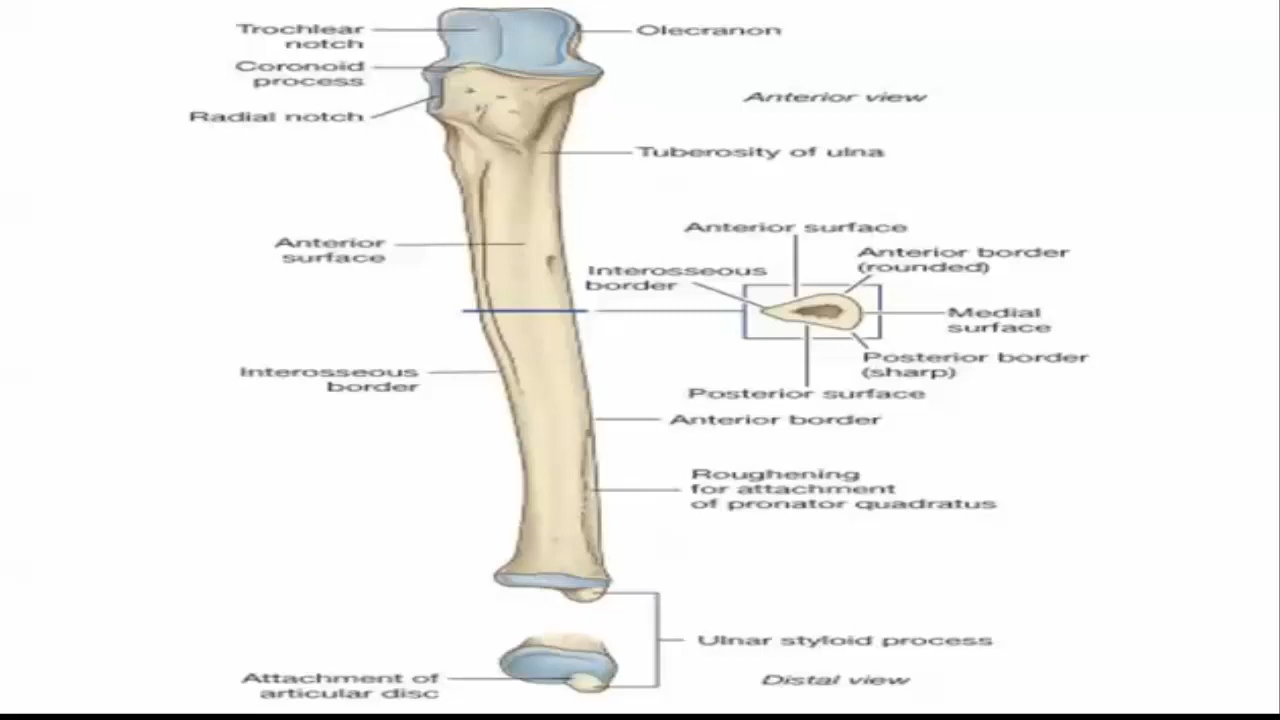 Trochlear
notch
Olecranon
Coronoid
process
Anterior view
Radial notch
Tuberosity of ulna
Anterior surface
Anterior
surface
Anterior border
(rounded)
Interosseous
border
Medial
surface
Posterior border
(sharp)
Interosseous
border
Posterior surface
Anterior border
Roughening
for attachment
of pronator quadratus
Ulnar styloid process
Attachment of
articular disc
Distal view